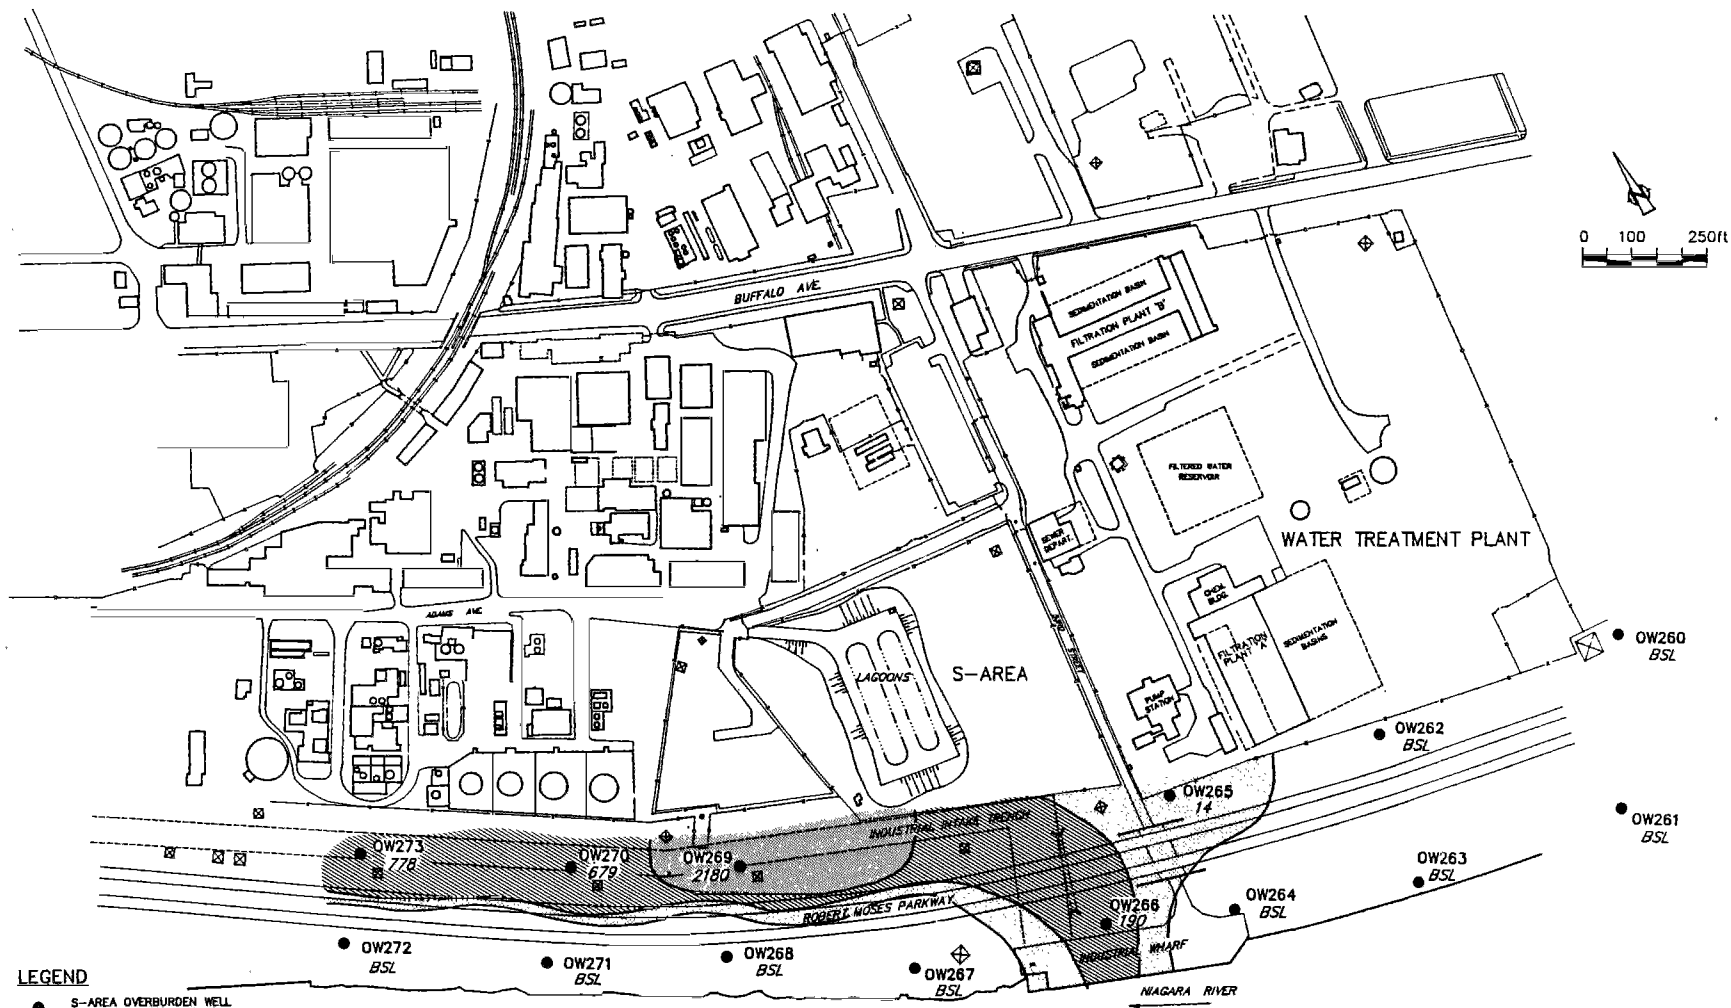 0 100 250ft
BUFFALO AVE.
SEDIMENTATION BASIN
FILTRATION PLANT 'B'
SEDIMENTATION BASIN
FILTERED WATER
RESERVOIR
WATER TREATMENT PLANT
SEWER
DEPART.
CHEM.
BLDG.
FILTRATION
PLANT 'A'
SEDIMENTATION
BASINS
ADAMS AVE.
STREET
S-AREA
LAGOONS
PUMP
STATION
OW260
BSL
OW262
BSL
OW265
14
OW261
BSL
INDUSTRIAL INTAKE TRENCH
OW273
778
OW270
679
OW269
2180
OW263
BSL
OW264
BSL
ROBERT MOSES PARKWAY
OW266
190
INDUSTRIAL WHARF
OW272
BSL
OW271
BSL
OW268
BSL
OW267
BSL
NIAGARA RIVER
LEGEND
S-AREA OVERBURDEN WELL